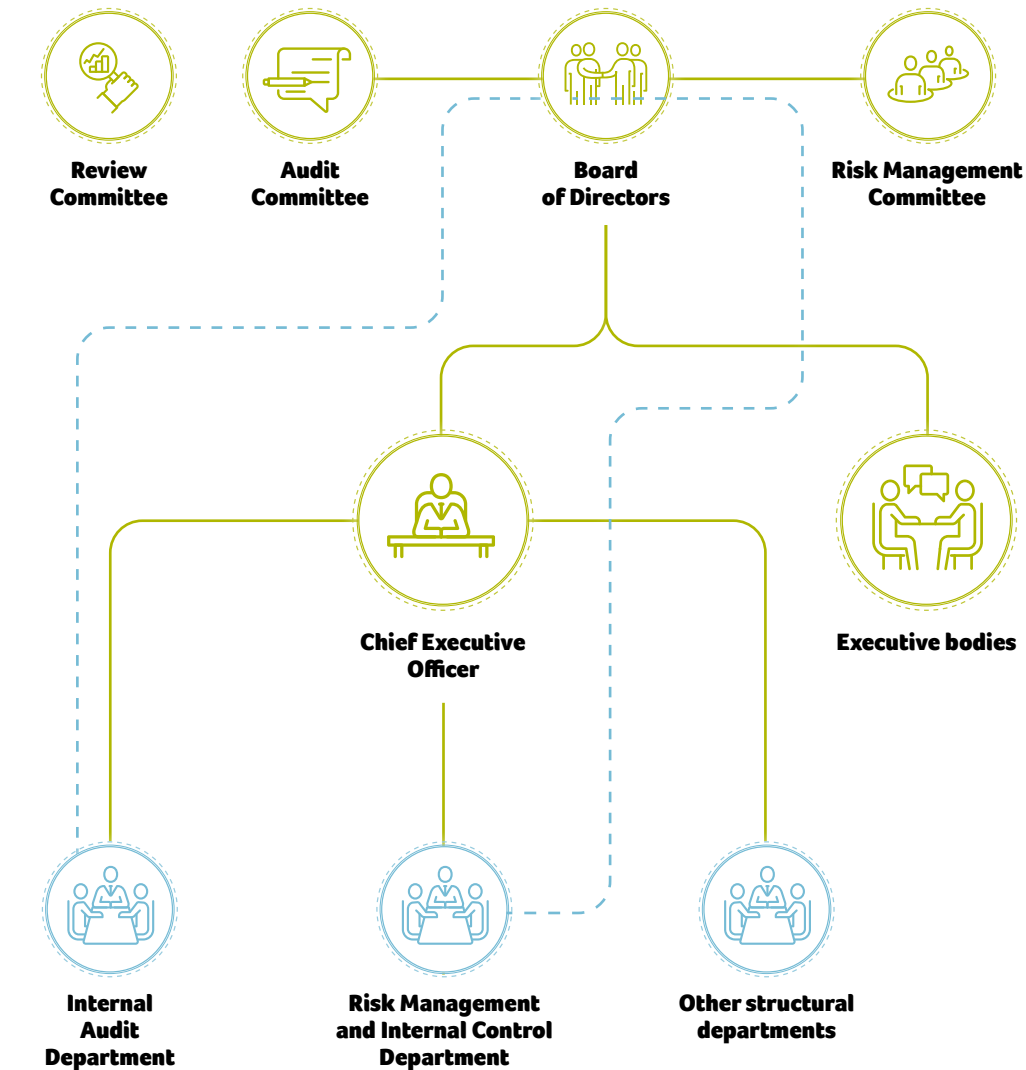 Review
Committee
Audit
Committee
Board
of Directors
Risk Management
Committee
Chief Executive
Officer
Executive bodies
Internal
Audit
Department
Risk Management
and Internal Control
Department
Other structural
departments